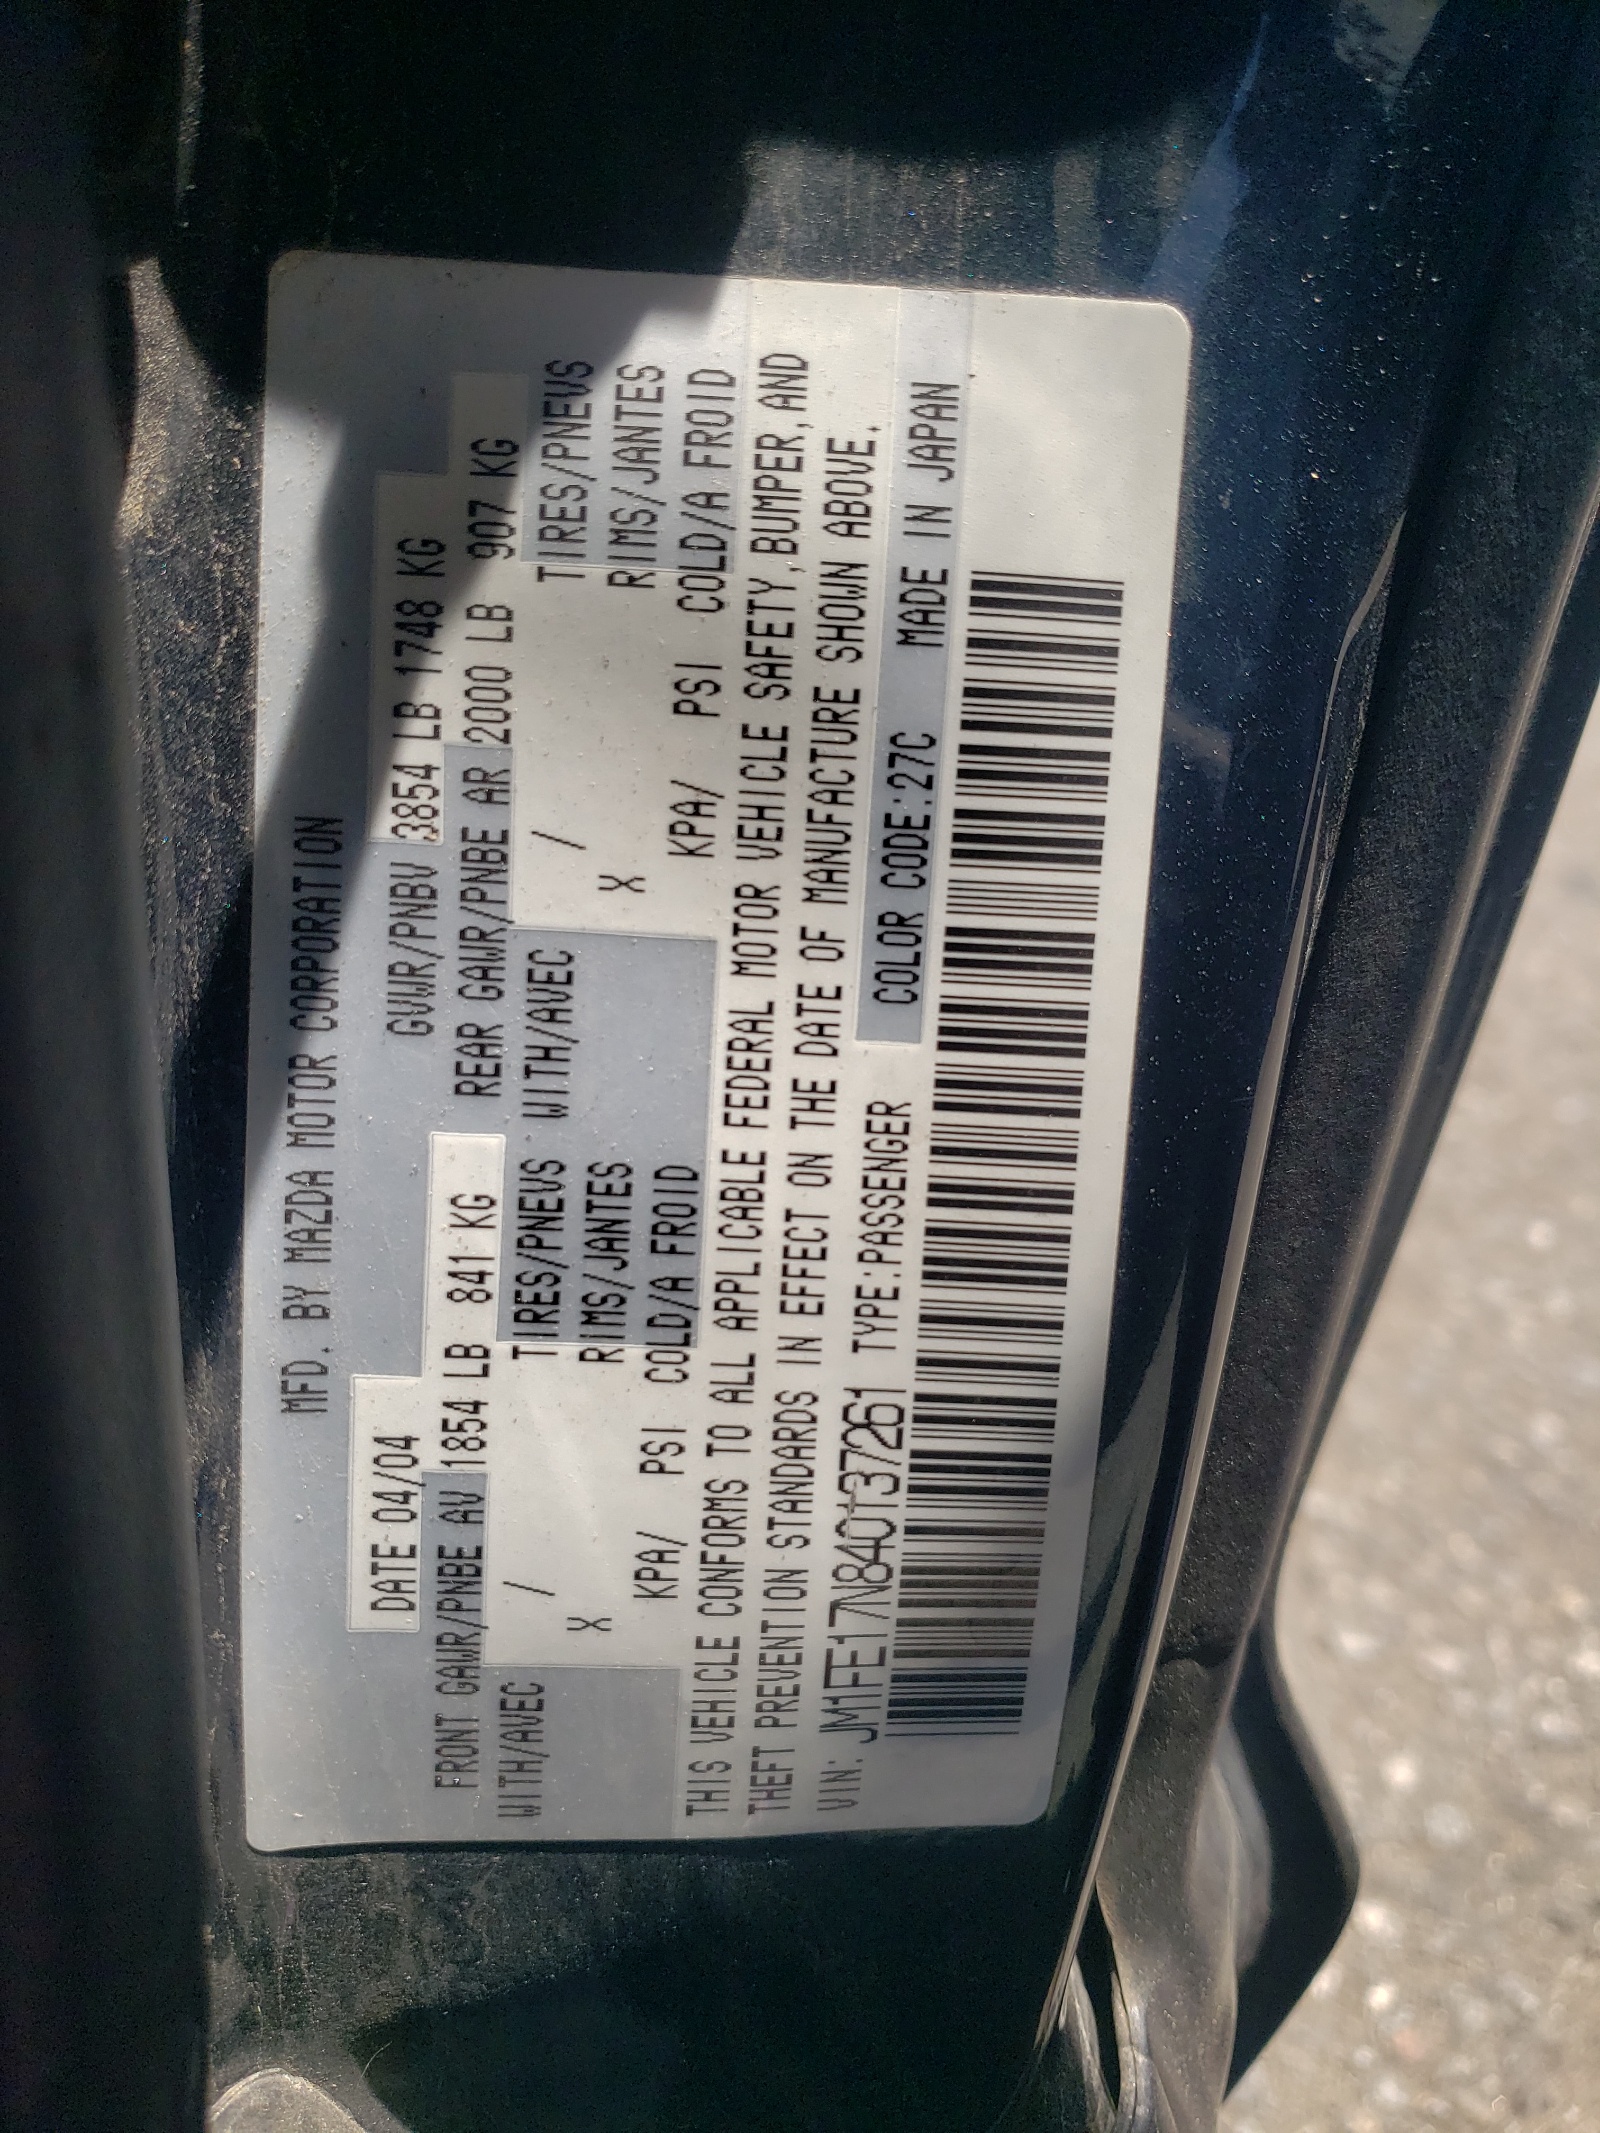 MFD. BY MAZDA MOTOR CORPORATION
DATE 04/04 GVWR/PNBV 3854 LB 1748 KG
FRONT GAWR/PNBE AV 1854 LB 841 KG REAR GAWR/PNBE AR 2000 LB 907 KG
WITH/AVEC / TIRES/PNEUS WITH/AVEC / TIRES/PNEUS
X RIMS/JANTES X RIMS/JANTES
KPA/ PSI COLD/A FROID KPA/ PSI COLD/A FROID
THIS VEHICLE CONFORMS TO ALL APPLICABLE FEDERAL MOTOR VEHICLE SAFETY,BUMPER,AND
THEFT PREVENTION STANDARDS IN EFFECT ON THE DATE OF MANUFACTURE SHOWN ABOVE.
VIN: JM1FE17N840137261 TYPE:PASSENGER COLOR CODE:27C MADE IN JAPAN